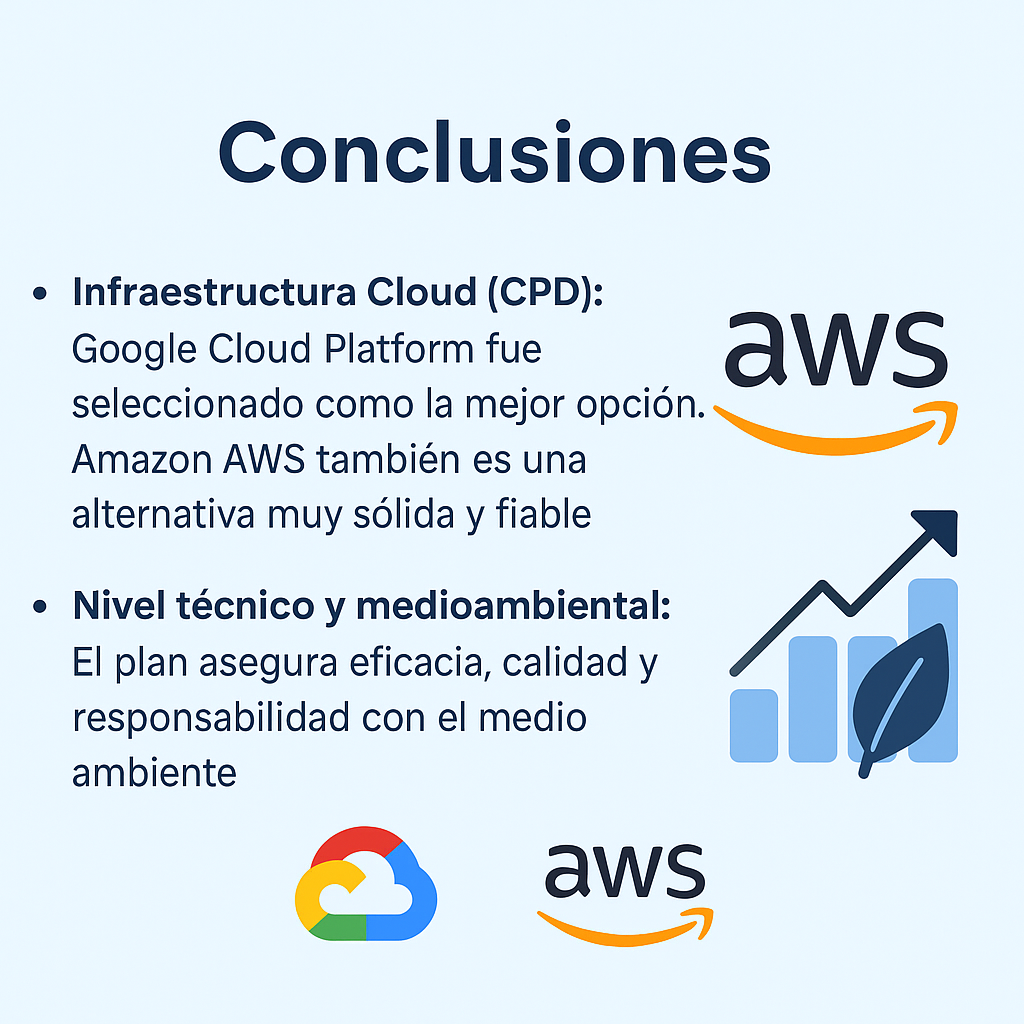 Conclusiones
• Infraestructura Cloud (CPD):
Google Cloud Platform fue
seleccionado como la mejor opción.
Amazon AWS también es una
alternativa muy sólida y fiable
aws
• Nivel técnico y medioambiental:
El plan asegura eficacia, calidad y
responsabilidad con el medio
ambiente
aws